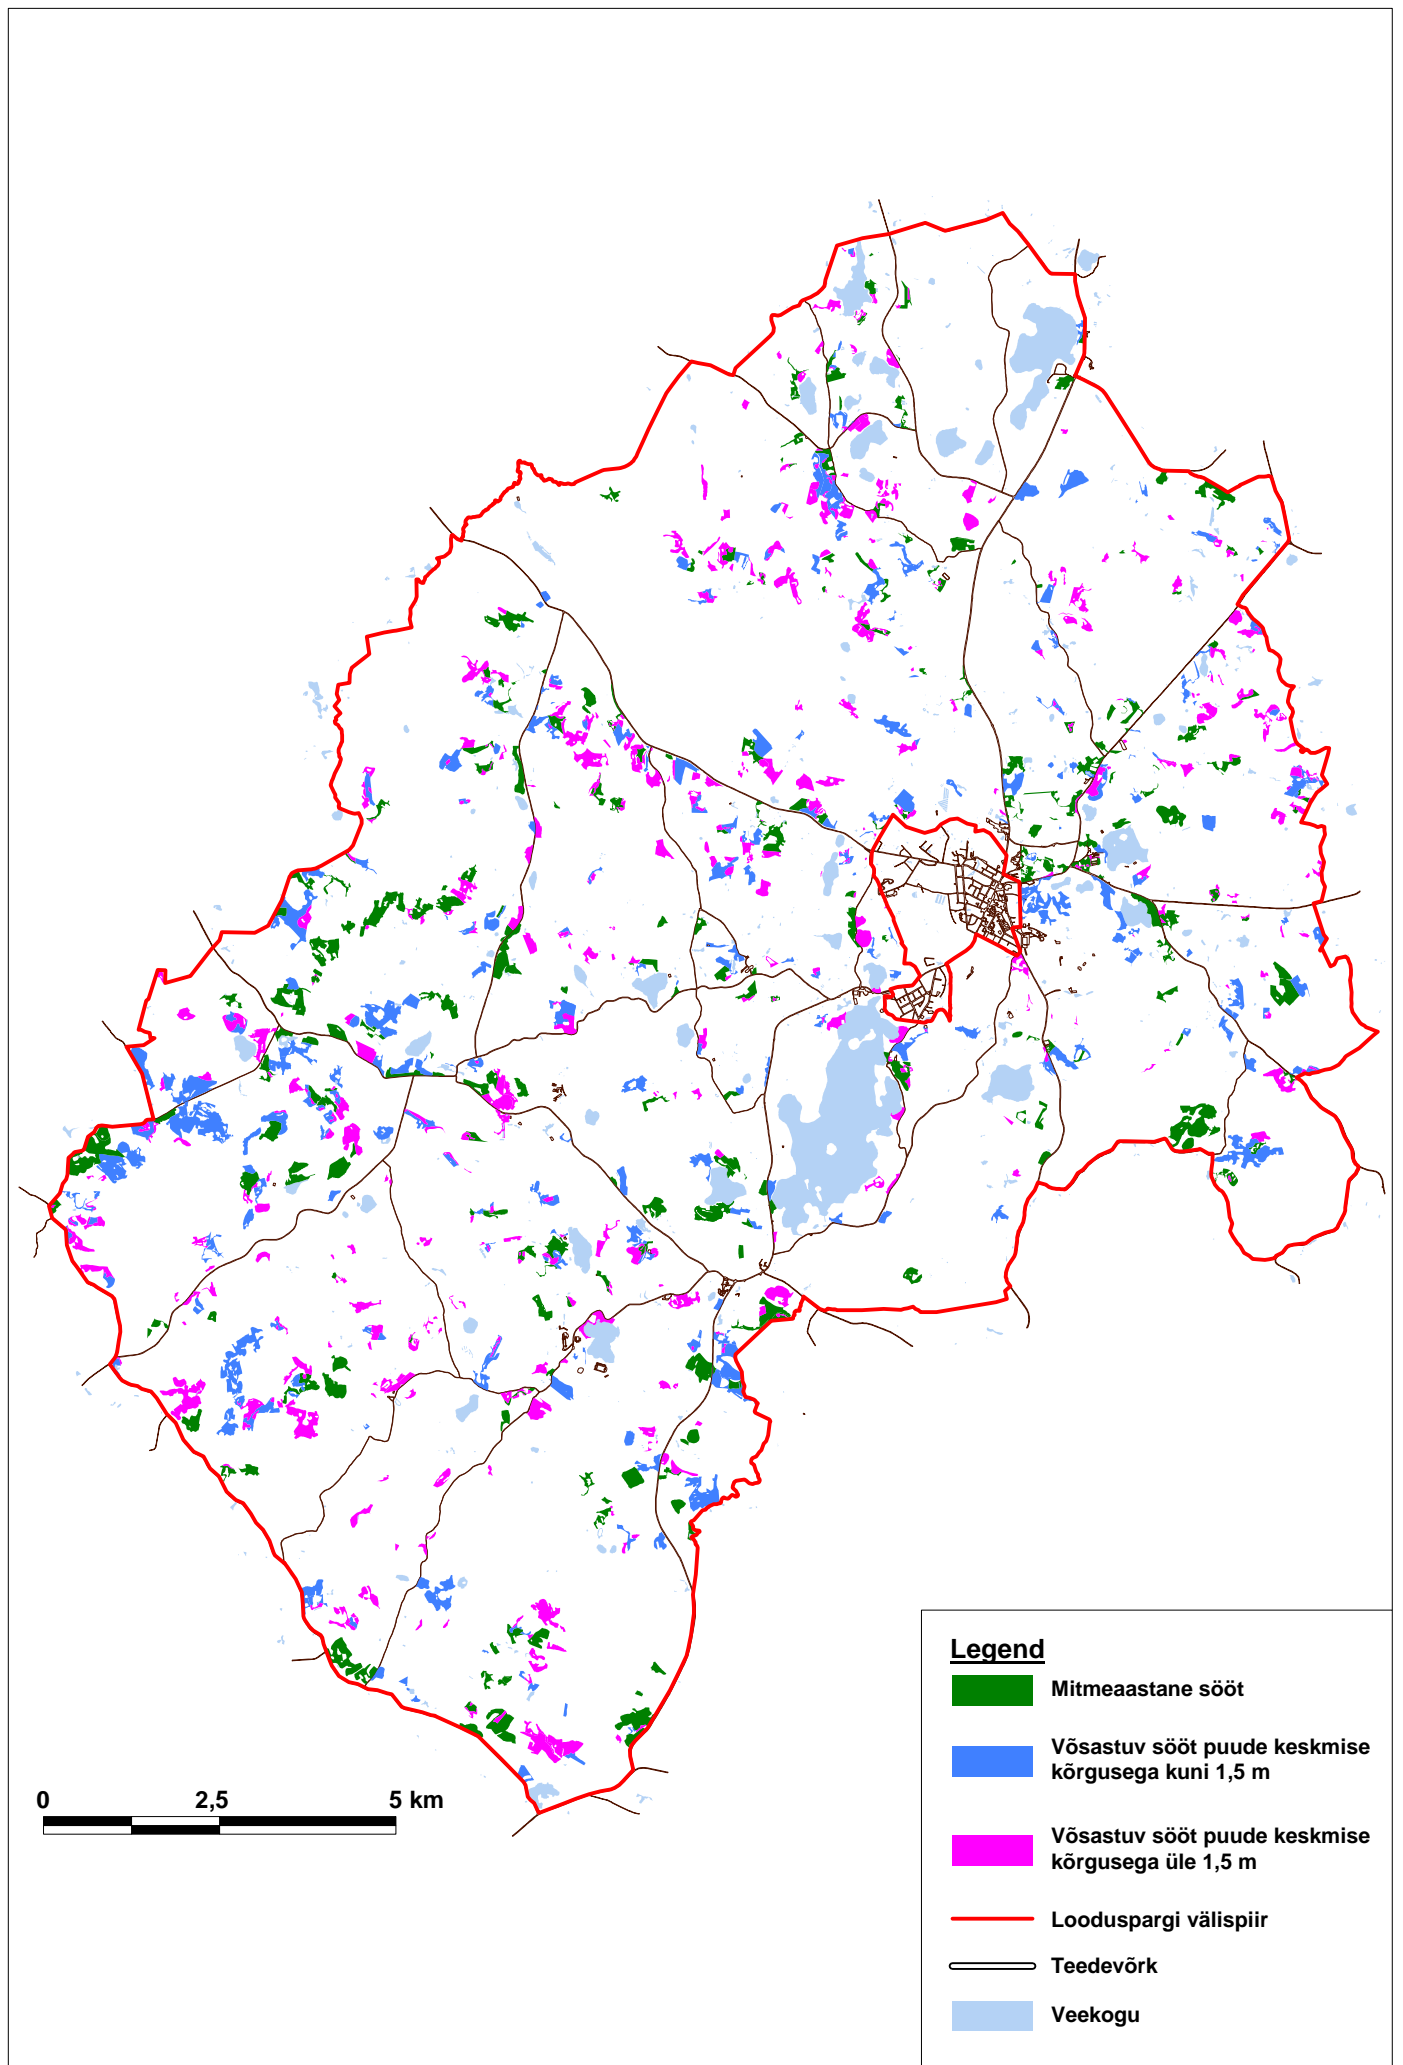 Legend
Mitmeaastane sööt
Võsastuv sööt puude keskmise
kõrgusega kuni 1,5 m
Võsastuv sööt puude keskmise
kõrgusega üle 1,5 m
Looduspargi välispiir
Teedevõrk
Veekogu
0 2,5 5 km